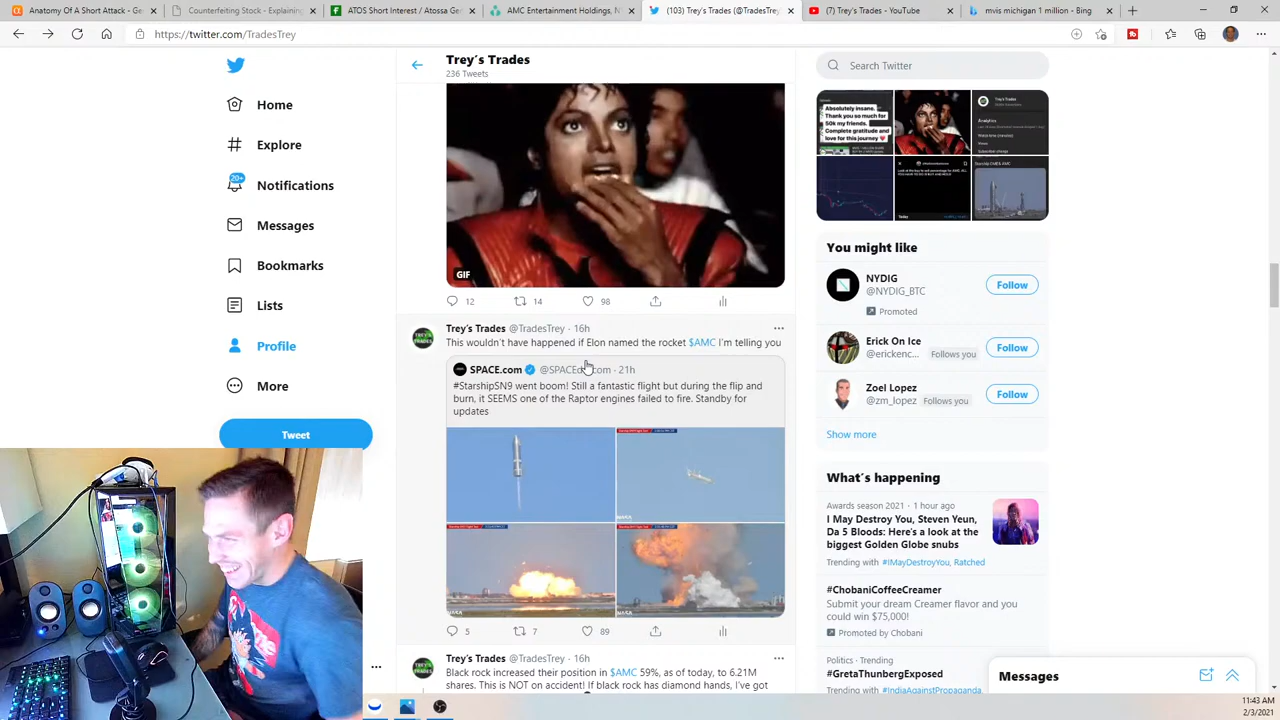 Anatomy Of A Short Attack - Ge
Counterfeiting Stock - Explaining
ATOS Short Interest / Atossa Ge
AMC Entertainment Holdings, N
(103) Trey's Trades (@TradesTre
(7) Trey's Trades - YouTube
mvis michigan 1 million - Bing
https://twitter.com/TradesTrey
Trey's Trades
236 Tweets
Search Twitter
Home
Notifications
20+
Messages
Bookmarks
Lists
Profile
More
Tweet
GIF
12
14
98
Trey's Trades @TradesTrey · 16h
This wouldn't have happened if Elon named the rocket $AMC I'm telling you
SPACE.com · 21h
#StarshipSN9 went boom! Still a fantastic flight but during the flip and
burn, it SEEMS one of the Raptor engines failed to fire. Standby for
updates
5
7
89
Trey's Trades @TradesTrey · 16h
Black rock increased their position in $AMC 59%, as of today, to 6.21M
shares. This is NOT on accident! If black rock has diamond hands, I've got
Absolutely insane.
Thank you so much for
50k my friends.
Complete gratitude and
love for this journey
Trey's Trades
Analytics
You might like
NYDIG
@NYDIG_BTC
Promoted
Follow
Erick On Ice
@erickenc... Follows you
Follow
Zoel Lopez
@zm_lopez Follows you
Follow
Show more
What's happening
Awards season 2021 · 1 hour ago
I May Destroy You, Steven Yeun,
Da 5 Bloods: Here's a look at the
biggest Golden Globe snubs
Trending with #IMayDestroyYou, Ratched
#ChobaniCoffeeCreamer
Submit your dream Creamer flavor and you
could win $75,000!
Promoted by Chobani
Politics · Trending
#GretaThunbergExposed
Trending with #IndiaAgainstPropaganda,
Messages
11:43 AM
2/3/2021